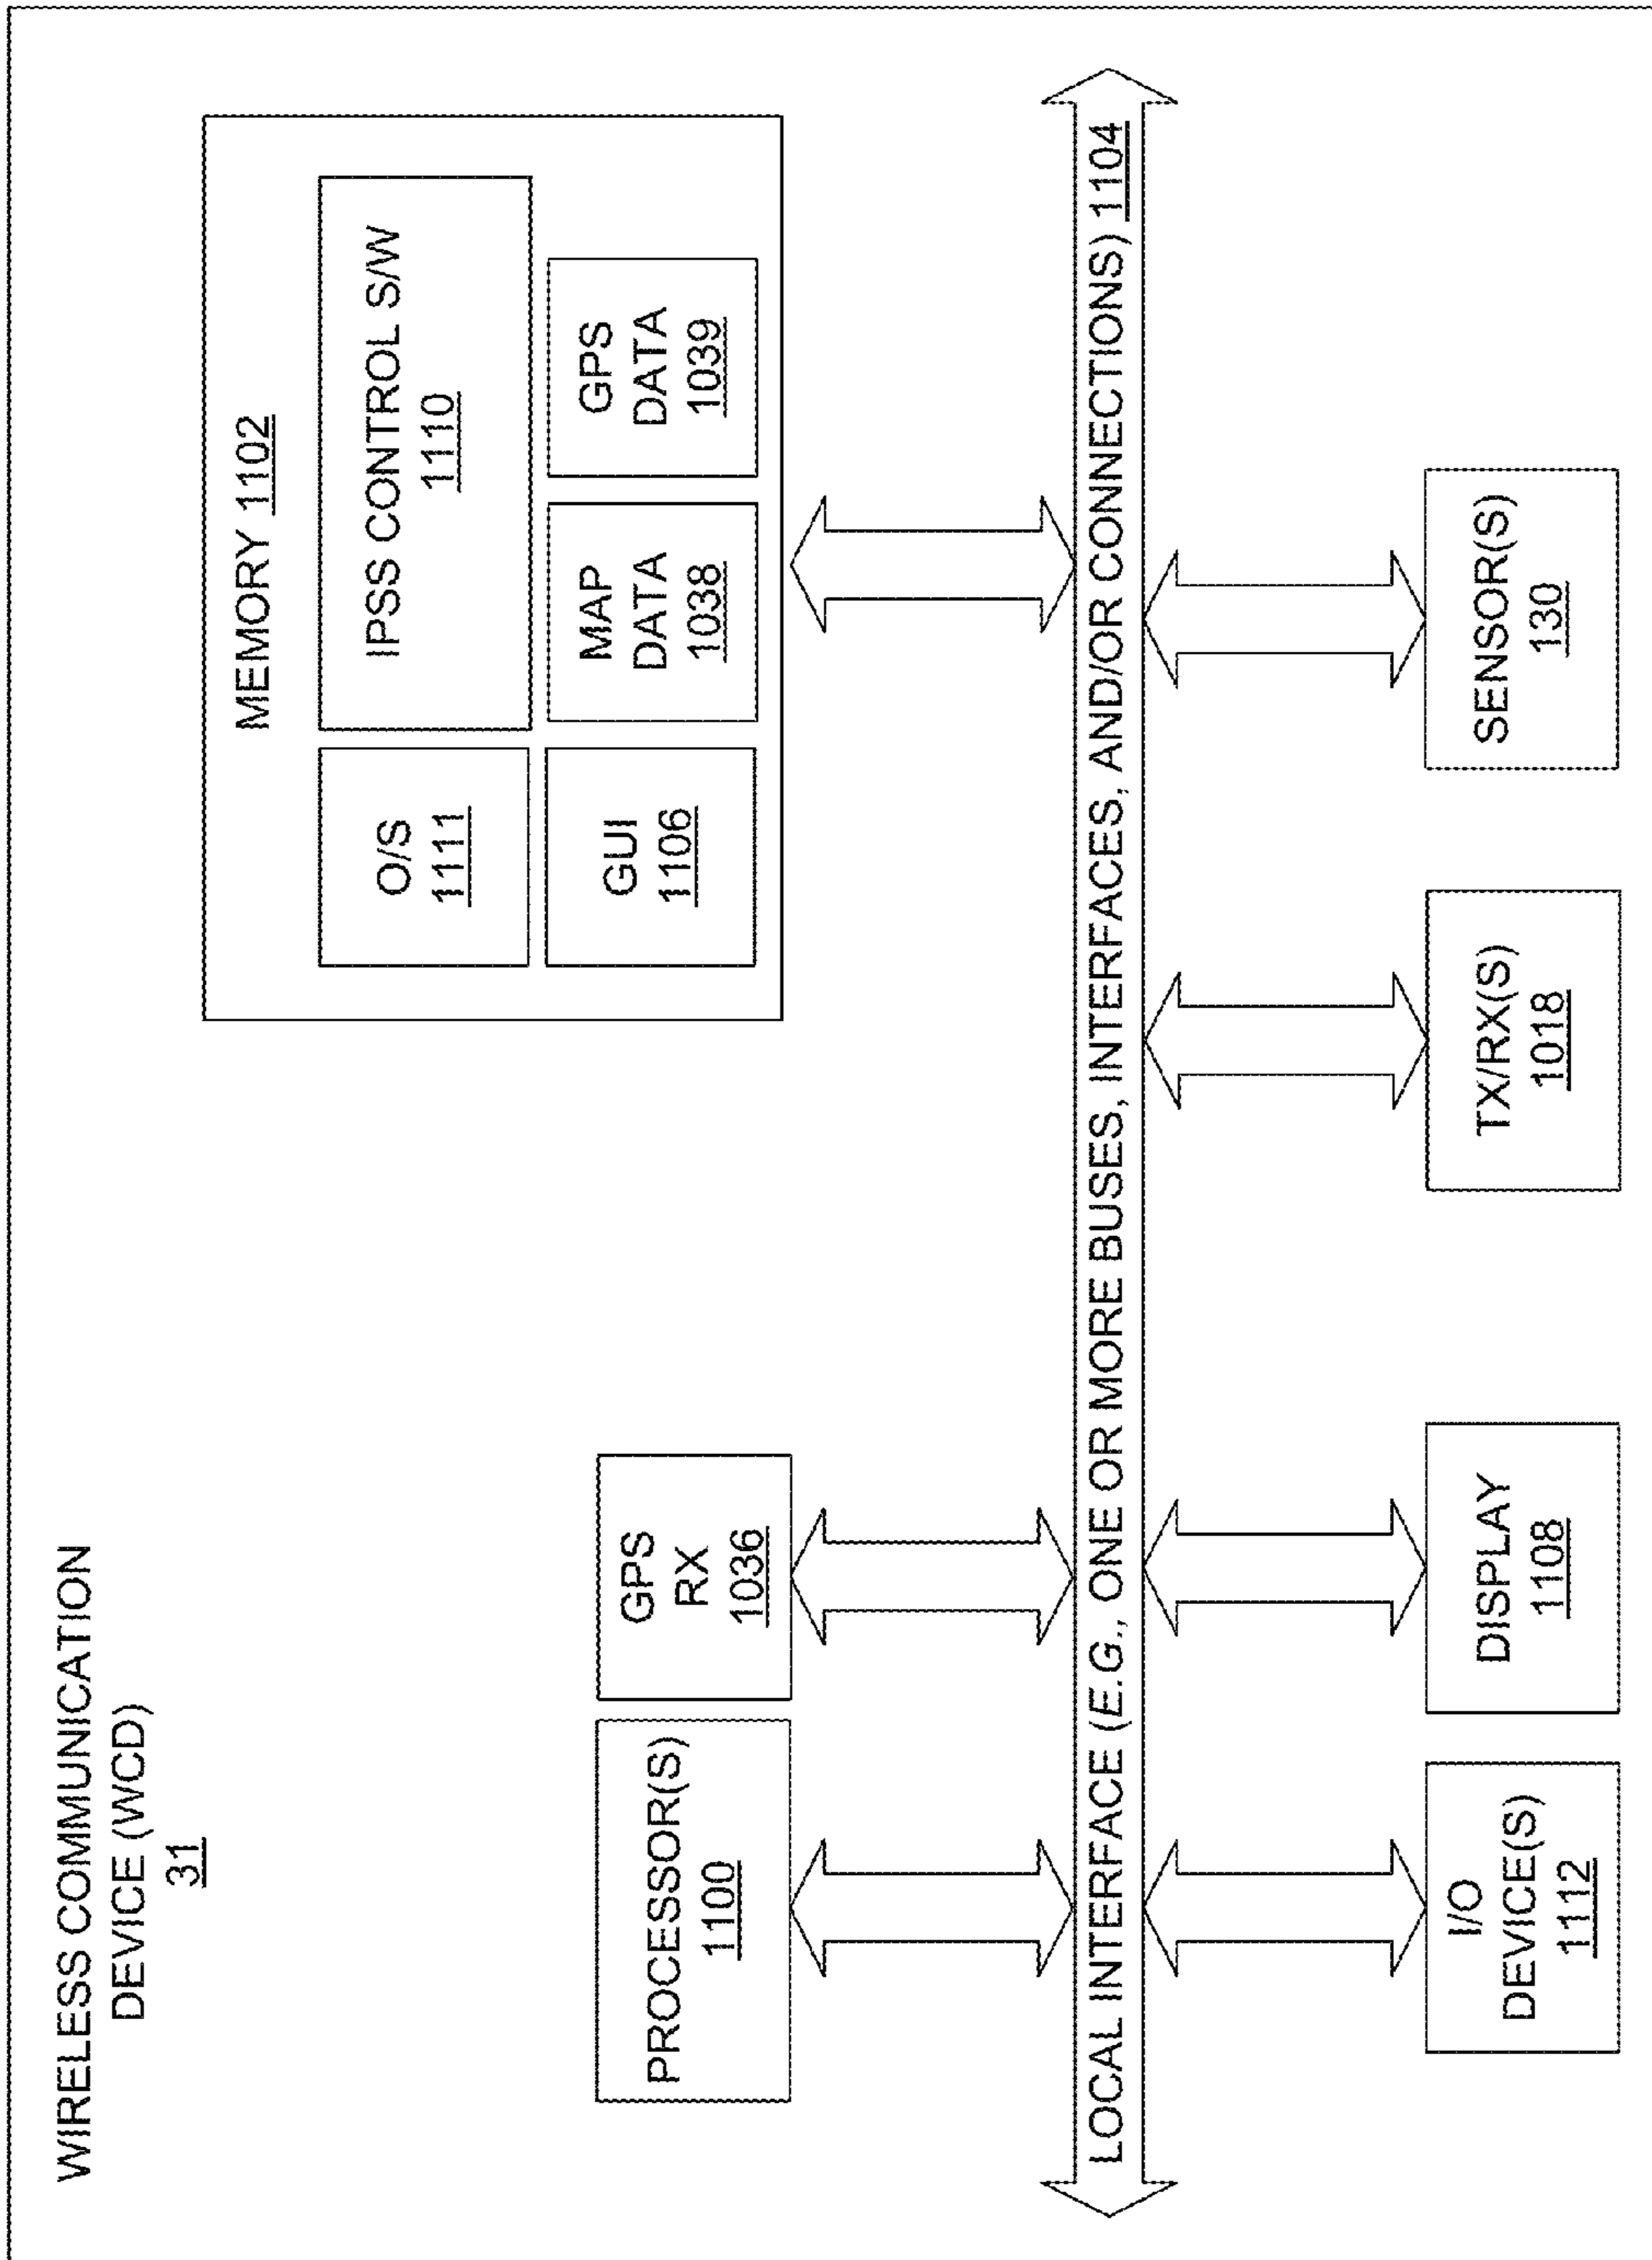 WIRELESS COMMUNICATION
DEVICE (WCD)
31
MEMORY 1102
O/S
1111
IPSS CONTROL S/W
1110
GUI
1106
MAP
DATA
1038
GPS
DATA
1039
PROCESSOR(S)
1100
GPS
RX
1036
LOCAL INTERFACE (E.G., ONE OR MORE BUSES, INTERFACES, AND/OR CONNECTIONS) 1104
I/O
DEVICE(S)
1112
DISPLAY
1108
TX/RX(S)
1018
SENSOR(S)
130